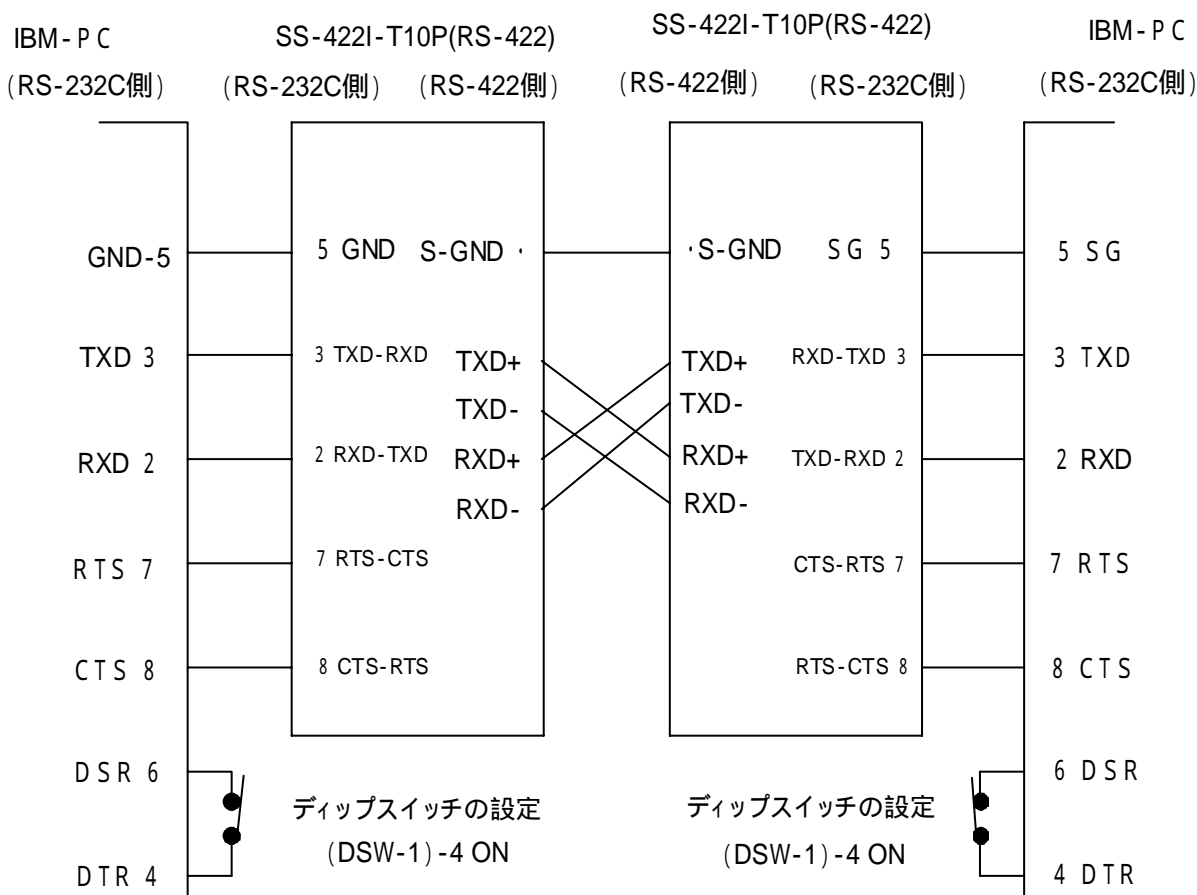 IBM-PC SS-422I-T10P(RS-422) SS-422I-T10P(RS-422) IBM-PC
(RS-232C側) (RS-232C側) (RS-422側) (RS-422側) (RS-232C側) (RS-232C側)
GND-5 5 GND S-GND · ·S-GND SG 5 5 SG
TXD 3 3 TXD-RXD TXD+ TXD+ RXD-TXD 3 3 TXD
TXD- TXD-
RXD 2 2 RXD-TXD RXD+ RXD+ TXD-RXD 2 2 RXD
RXD- RXD-
RTS 7 7 RTS-CTS CTS-RTS 7 7 RTS
CTS 8 8 CTS-RTS RTS-CTS 8 8 CTS
DSR 6 6 DSR
ディップスイッチの設定 ディップスイッチの設定
(DSW-1)-4 ON (DSW-1)-4 ON
DTR 4 4 DTR